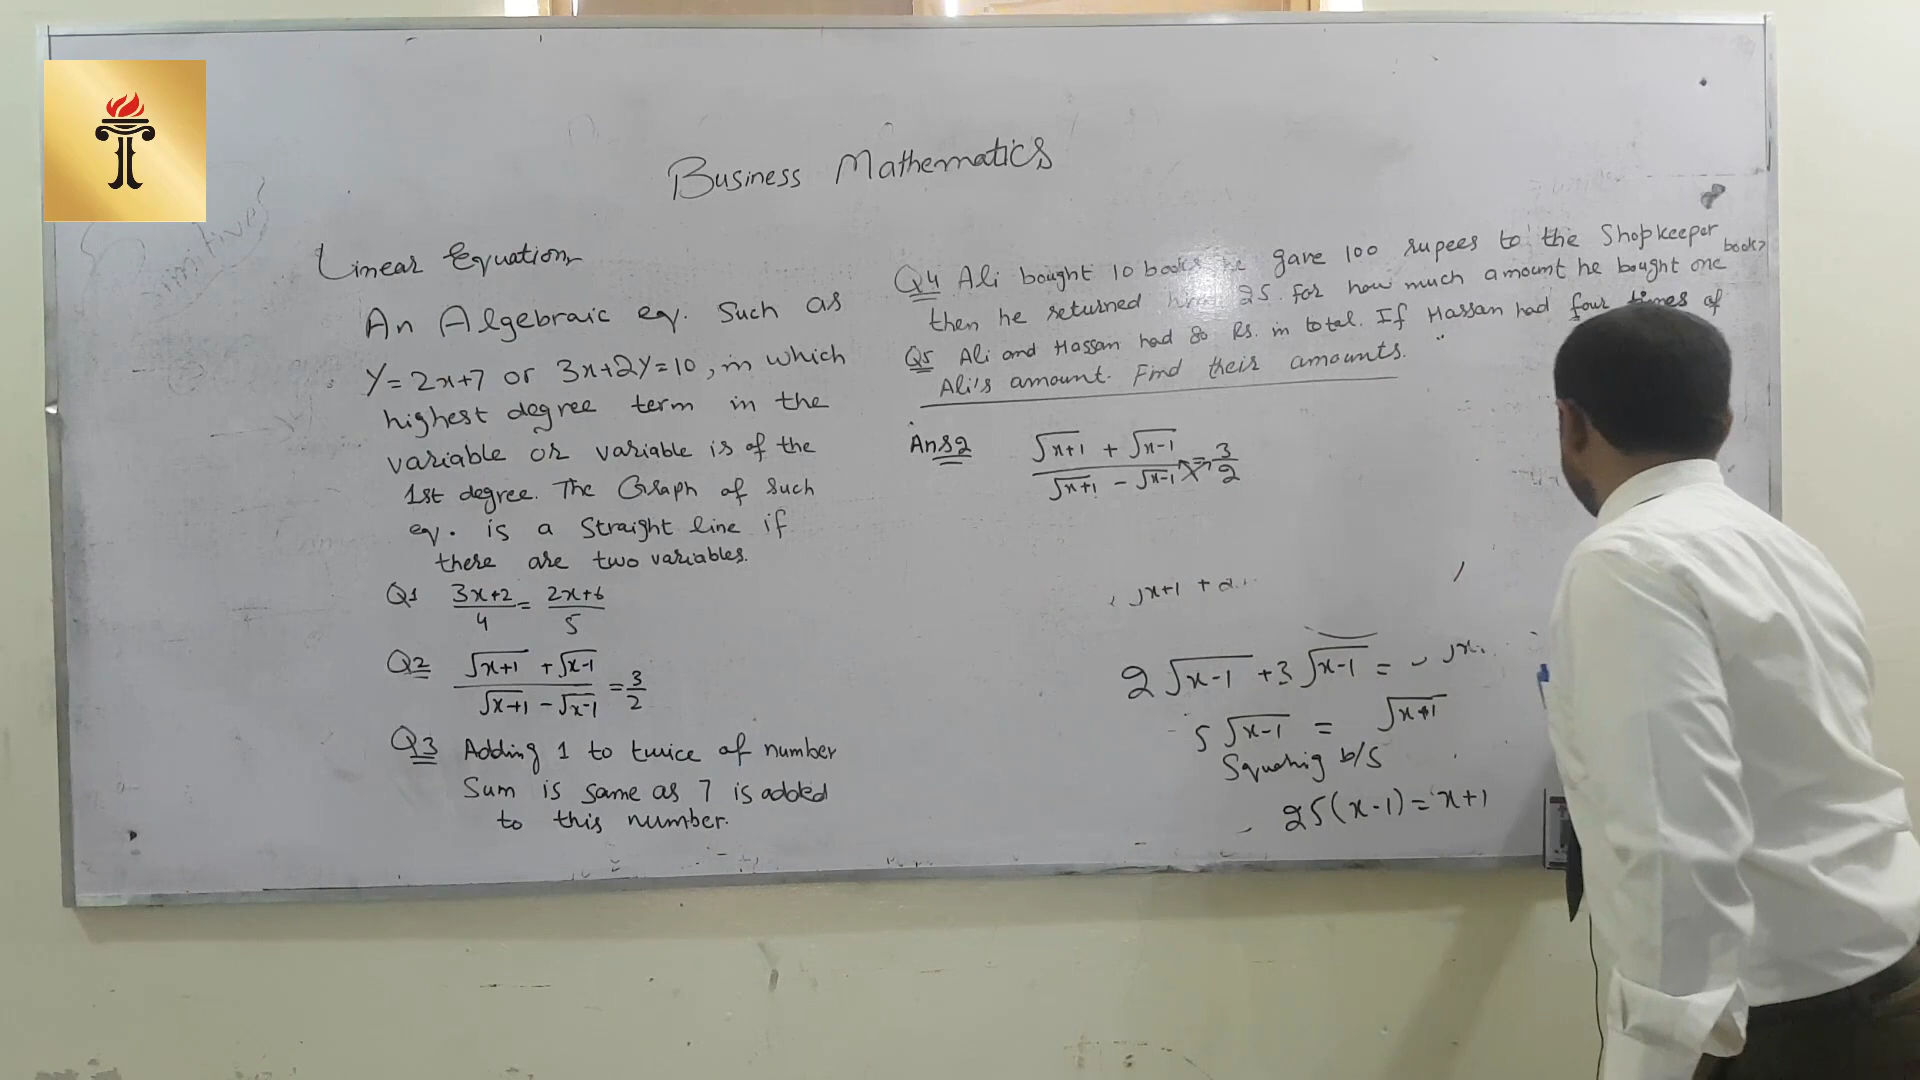 Business Mathematics
Linear Equation
An Algebraic eq. Such as
Y=2x+7 or 3x+2Y=10, in which
highest degree term in the
variable or variable is of the
1st degree. The Graph of such
eq. is a Straight line if
there are two variables.
Q1 (3x+2)/4 = (2x+6)/5
Q2 (√x+1 + √x-1)/(√x+1 - √x-1) = 3/2
Q3 Adding 1 to twice of number
Sum is same as 7 is added
to this number.
Q4 Ali bought 10 books gave 100 rupees to the Shopkeeper
then he returned 25. For how much amount he bought one book?
Q5 Ali and Hassan had 80 Rs. in total. If Hassan had four times of
Ali's amount. Find their amounts.
Ans2 (√x+1 + √x-1)/(√x+1 - √x-1) = 3/2
√x+1 + 2
2√x-1 + 3√x-1 =
5√x-1 = √x+1
Squaring b/s
25(x-1) = x+1